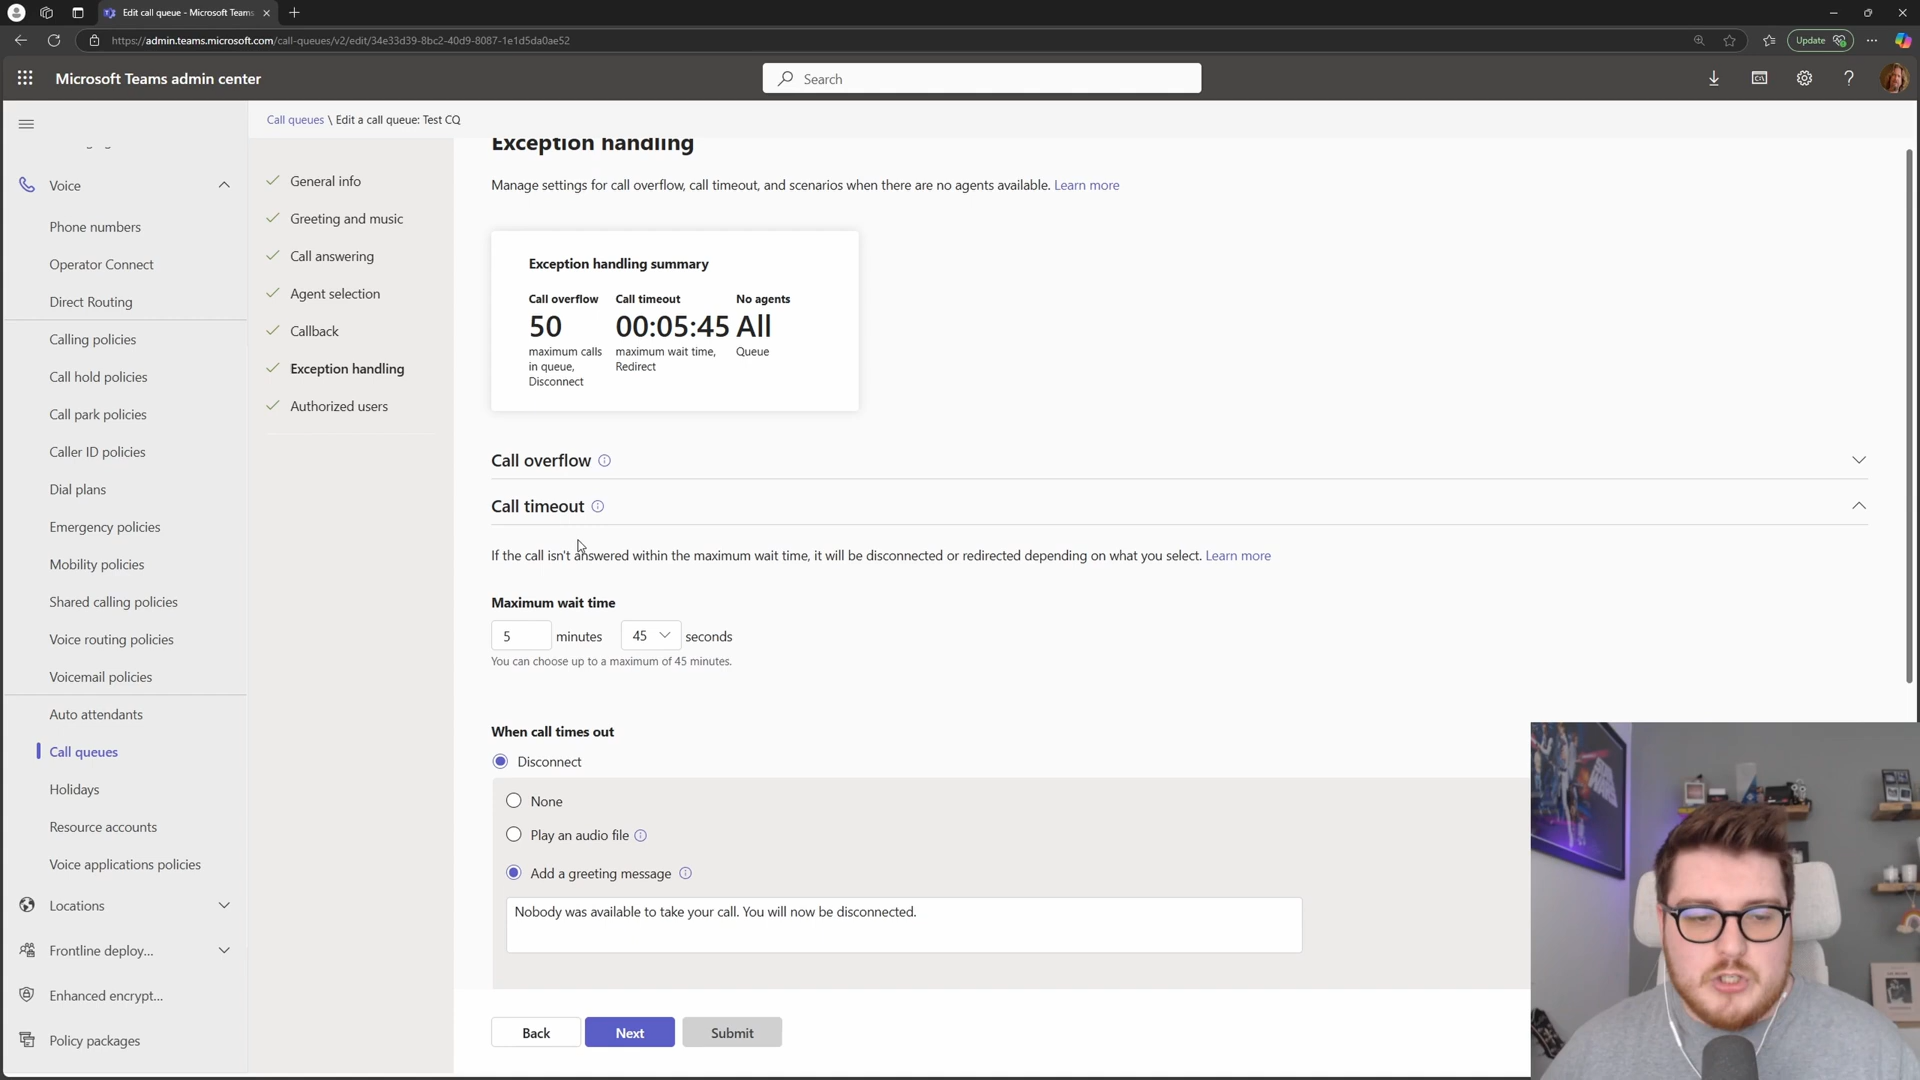 Edit call queue - Microsoft Teams
https://admin.teams.microsoft.com/call-queues/v2/edit/34e33d39-8bc2-40d9-8087-1e1d5da0ae52
Update
Microsoft Teams admin center
Search
Call queues \ Edit a call queue: Test CQ
Voice
Phone numbers
Operator Connect
Direct Routing
Calling policies
Call hold policies
Call park policies
Caller ID policies
Dial plans
Emergency policies
Mobility policies
Shared calling policies
Voice routing policies
Voicemail policies
Auto attendants
Call queues
Holidays
Resource accounts
Voice applications policies
Locations
Frontline deploy...
Enhanced encrypt...
Policy packages
General info
Greeting and music
Call answering
Agent selection
Callback
Exception handling
Authorized users
Exception handling
Manage settings for call overflow, call timeout, and scenarios when there are no agents available. Learn more
Exception handling summary
Call overflow Call timeout No agents
50 00:05:45 All
maximum calls in queue, Disconnect
maximum wait time, Redirect
Queue
Call overflow
Call timeout
If the call isn't answered within the maximum wait time, it will be disconnected or redirected depending on what you select. Learn more
Maximum wait time
5 minutes 45 seconds
You can choose up to a maximum of 45 minutes.
When call times out
Disconnect
None
Play an audio file
Add a greeting message
Nobody was available to take your call. You will now be disconnected.
Back Next Submit